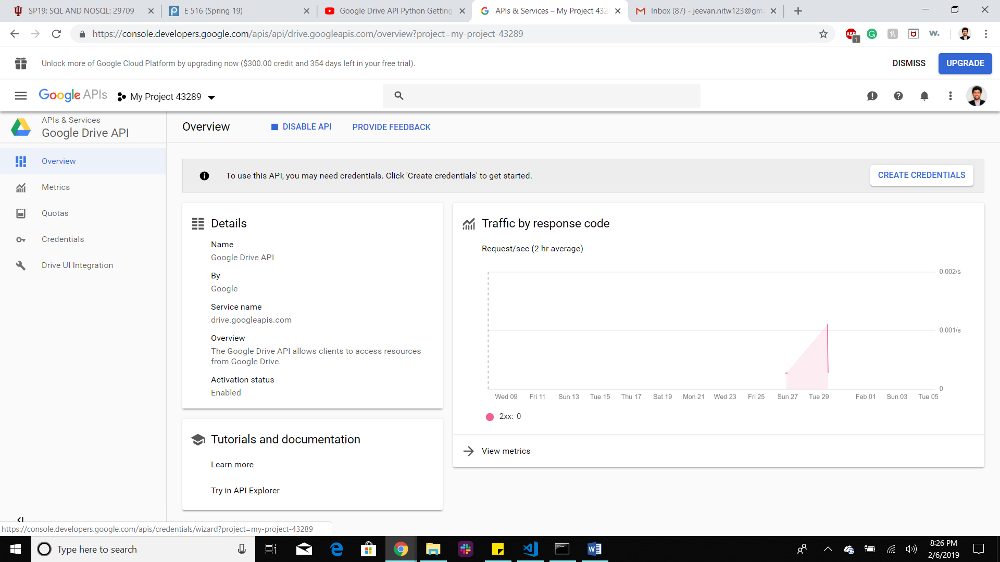 SP19: SQL AND NOSQL: 29709
E 516 (Spring 19)
Google Drive API Python Getting
APIs & Services – My Project 432
Inbox (87) - jeevan.nitw123@gm
https://console.developers.google.com/apis/api/drive.googleapis.com/overview?project=my-project-43289
ABP
1
w.
Unlock more of Google Cloud Platform by upgrading now ($300.00 credit and 354 days left in your free trial).
DISMISS
UPGRADE
Google APIs
My Project 43289
APIs & Services
Google Drive API
Overview
DISABLE API
PROVIDE FEEDBACK
Overview
Metrics
Quotas
Credentials
Drive UI Integration
To use this API, you may need credentials. Click 'Create credentials' to get started.
CREATE CREDENTIALS
Details
Name
Google Drive API
By
Google
Service name
drive.googleapis.com
Overview
The Google Drive API allows clients to access resources
from Google Drive.
Activation status
Enabled
Tutorials and documentation
Learn more
Try in API Explorer
Traffic by response code
Request/sec (2 hr average)
0.002/s
0.001/s
0
Wed 09 Fri 11 Sun 13 Tue 15 Thu 17 Sat 19 Mon 21 Wed 23 Fri 25 Sun 27 Tue 29 Feb 01 Sun 03 Tue 05
2xx: 0
View metrics
https://console.developers.google.com/apis/credentials/wizard?project=my-project-43289
Type here to search
8:26 PM
2/6/2019